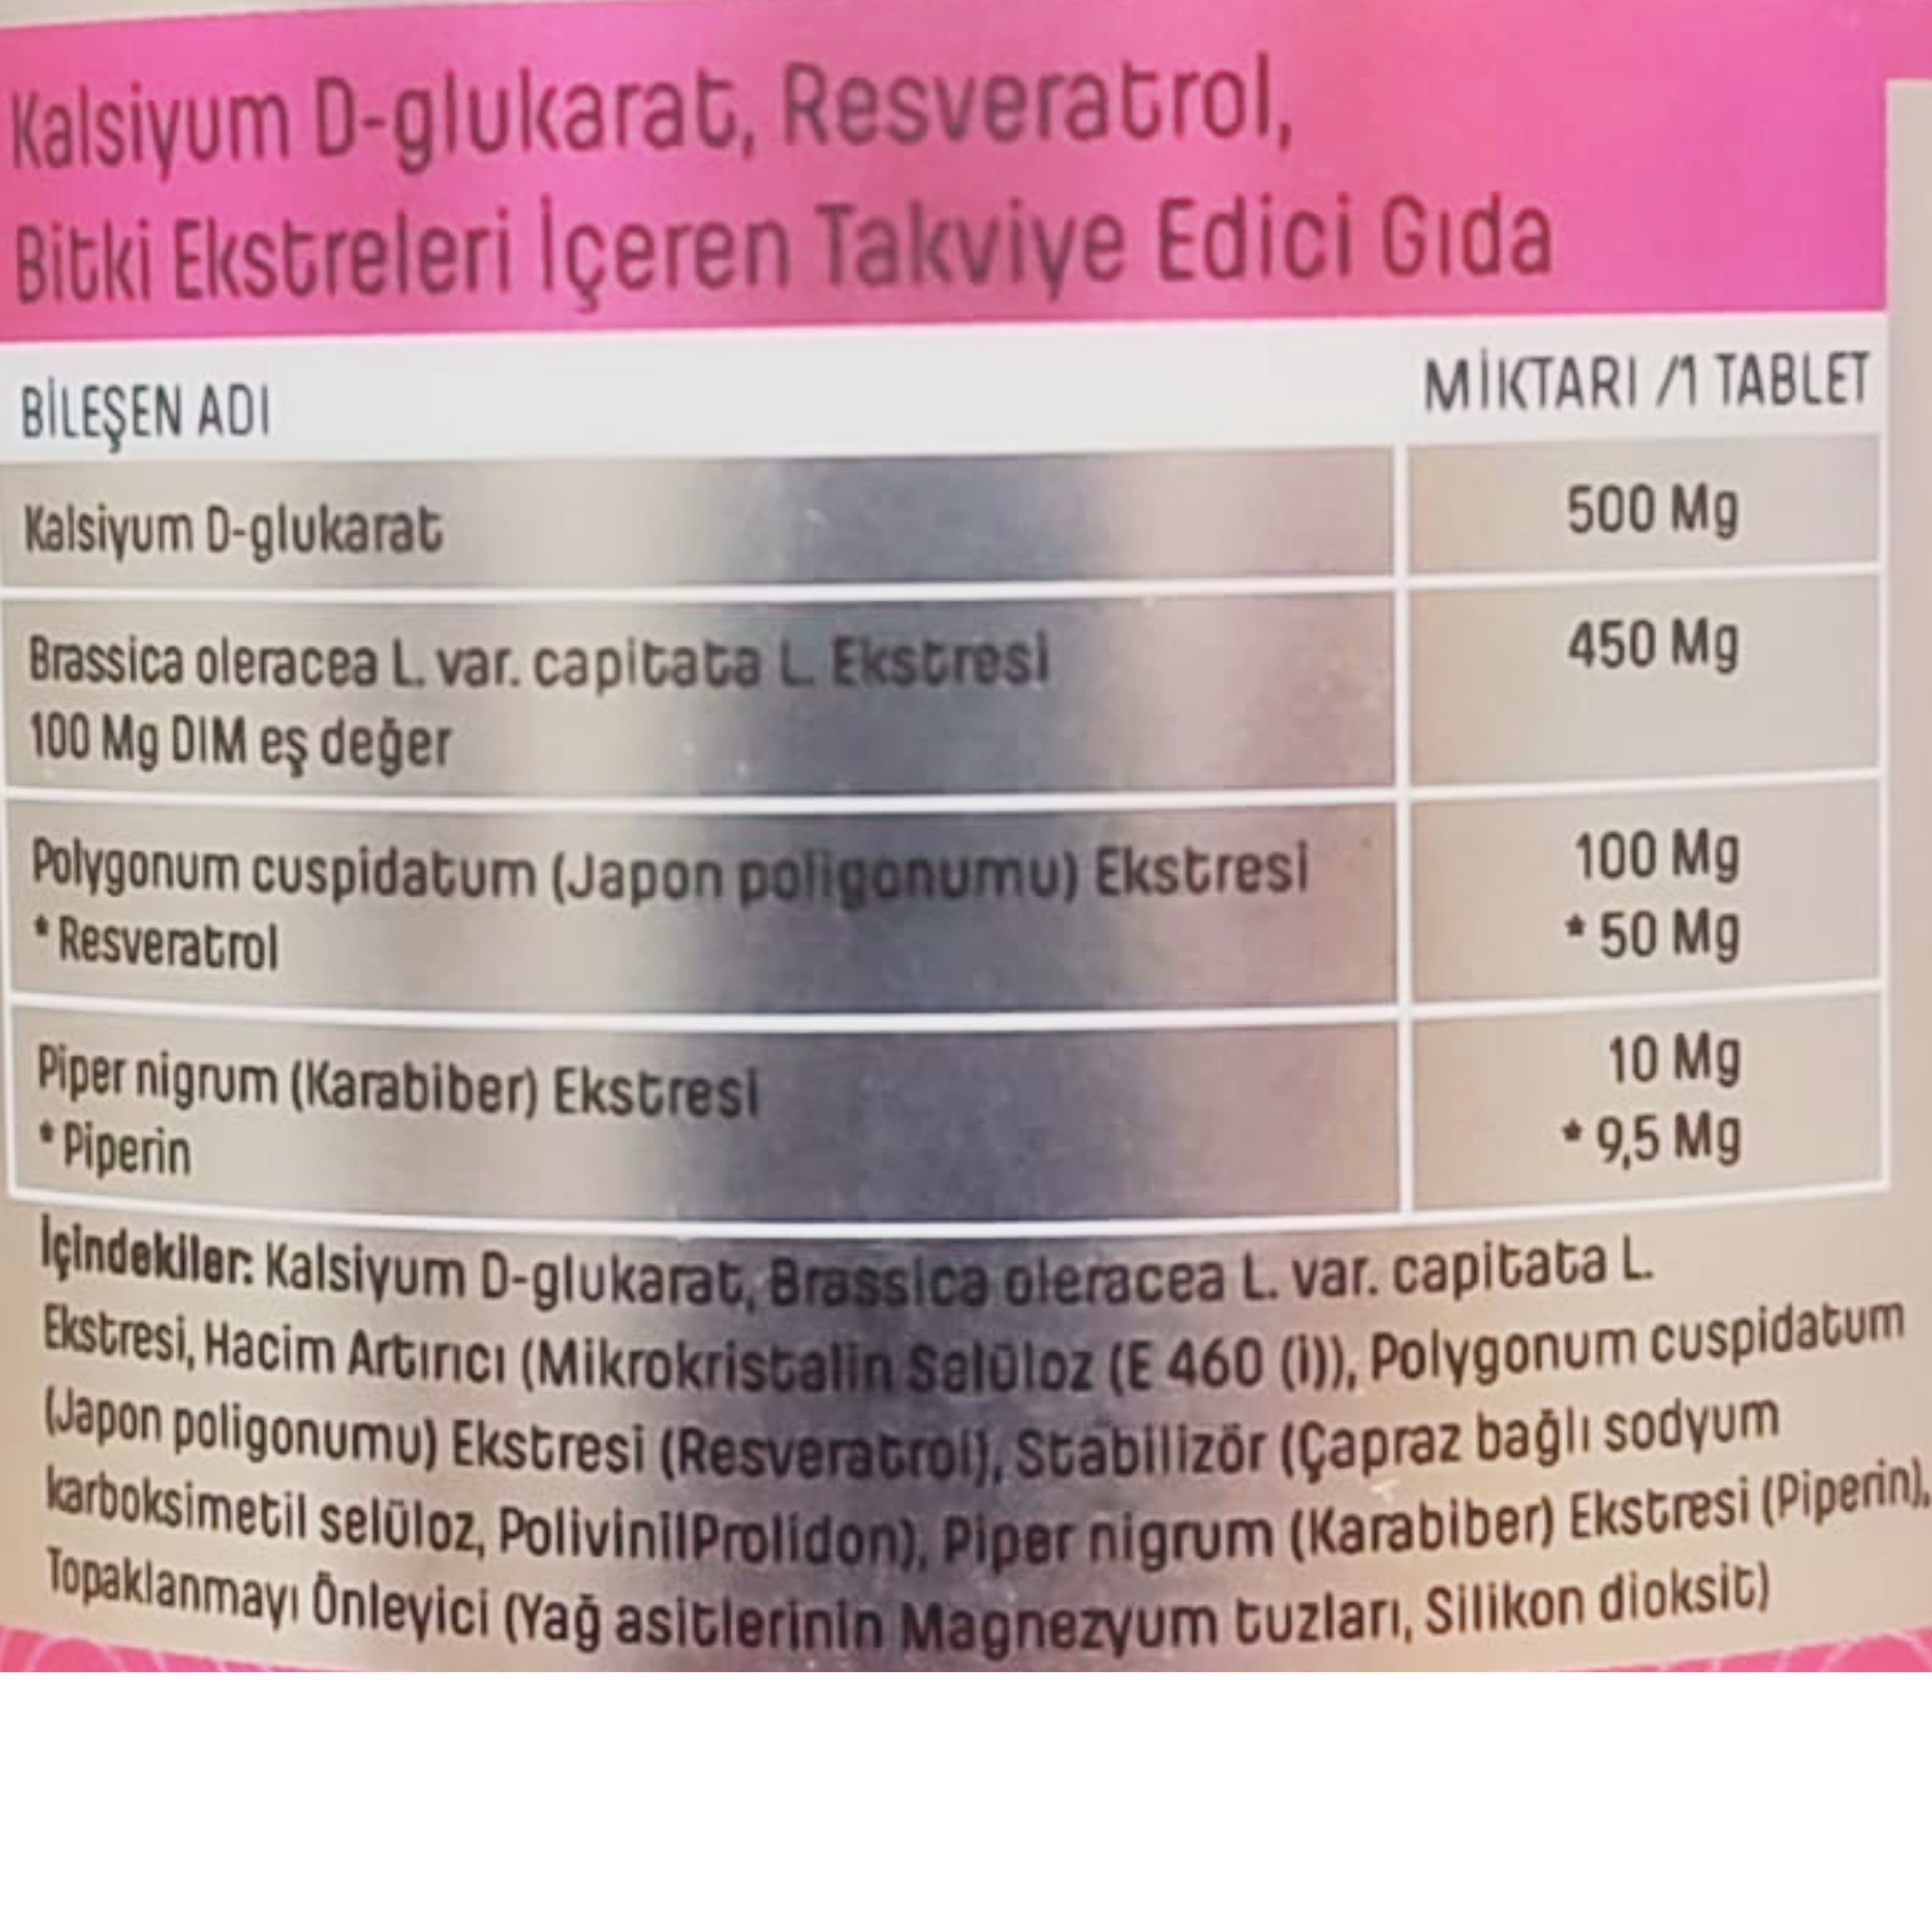 Kalsiyum D-glukarat, Resveratrol,
Bitki Ekstreleri İçeren Takviye Edici Gıda
BİLEŞEN ADI
MİKTARI /1 TABLET
Kalsiyum D-glukarat
500 Mg
Brassica oleracea L. var. capitata L. Ekstresi
450 Mg
100 Mg DIM eş değer
Polygonum cuspidatum (Japon poligonumu) Ekstresi
100 Mg
* Resveratrol
* 50 Mg
Piper nigrum (Karabiber) Ekstresi
10 Mg
* Piperin
* 9,5 Mg
İçindekiler: Kalsiyum D-glukarat, Brassica oleracea L. var. capitata L.
Ekstresi, Hacim Artırıcı (Mikrokristalin Selüloz (E 460 (i)), Polygonum cuspidatum
(Japon poligonumu) Ekstresi (Resveratrol), Stabilizör (Çapraz bağlı sodyum
karboksimetil selüloz, PolivinilProlidon), Piper nigrum (Karabiber) Ekstresi (Piperin),
Topaklanmayı Önleyici (Yağ asitlerinin Magnezyum tuzları, Silikon dioksit)